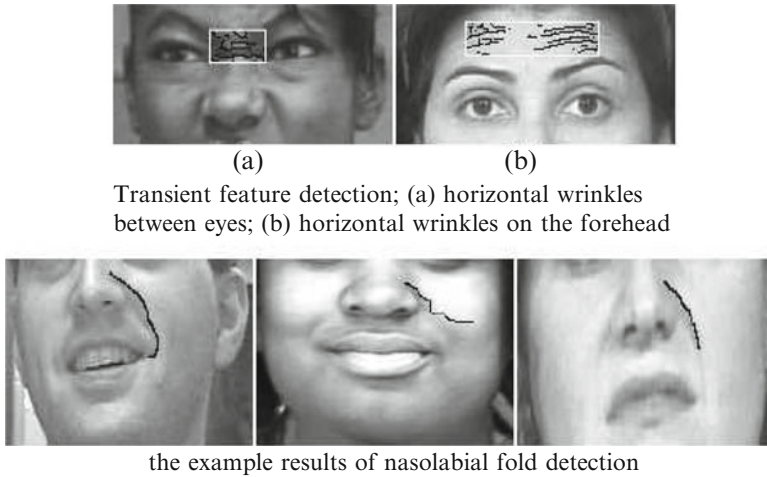 (a)
(b)
Transient feature detection; (a) horizontal wrinkles
between eyes; (b) horizontal wrinkles on the forehead
the example results of nasolabial fold detection